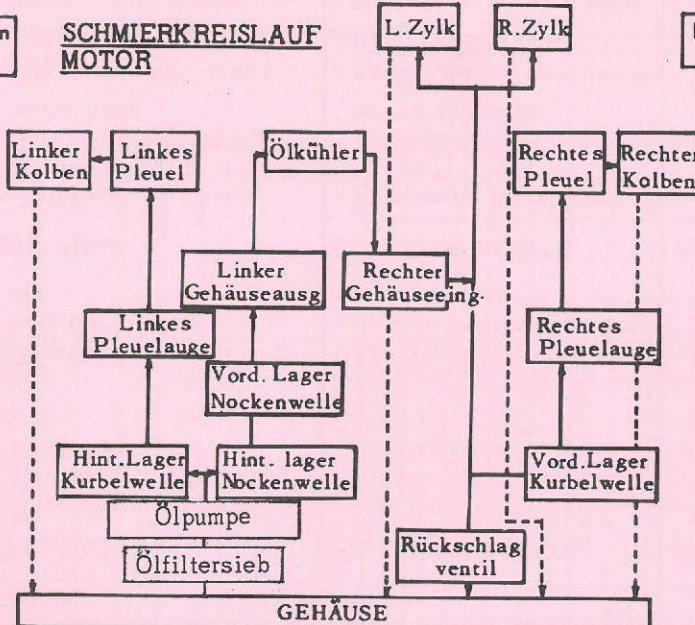 SCHMIERKREISLAUF
MOTOR
L.Zylk
R.Zylk
Linker
Kolben
Linkes
Pleuel
Ölkühler
Rechtes
Pleuel
Rechter
Kolben
Linker
Gehäuseausg
Rechter
Gehäuseeing.
Linkes
Pleuelauge
Rechtes
Pleuelauge
Vord. Lager
Nockenwelle
Hint.Lager
Kurbelwelle
Hint. lager
Nockenwelle
Vord.Lager
Kurbelwelle
Ölpumpe
Rückschlag
ventil
Ölfiltersieb
GEHÄUSE